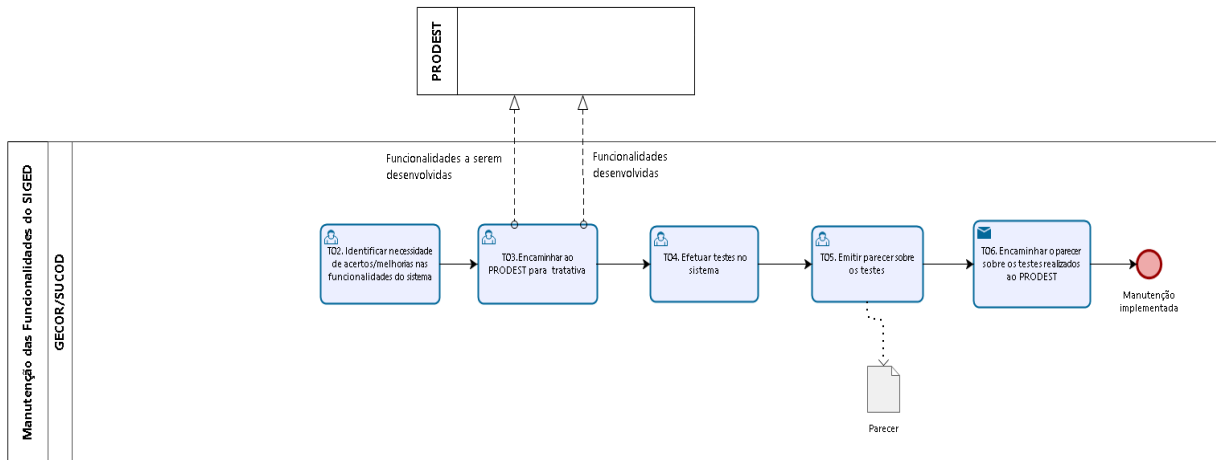 PRODEST
Manutenção das Funcionalidades do SIGED
GECOR/SUCOD
Funcionalidades a serem
desenvolvidas
Funcionalidades
desenvolvidas
T02. Identificar necessidade
de acertos/melhorias nas
funcionalidades do sistema
T03.Encaminhar ao
PRODEST para tratativa
T04. Efetuar testes no
sistema
T05. Emitir parecer sobre
os testes
T06. Encaminhar o parecer
sobre os testes realizados
ao PRODEST
Manutenção
implementada
Parecer